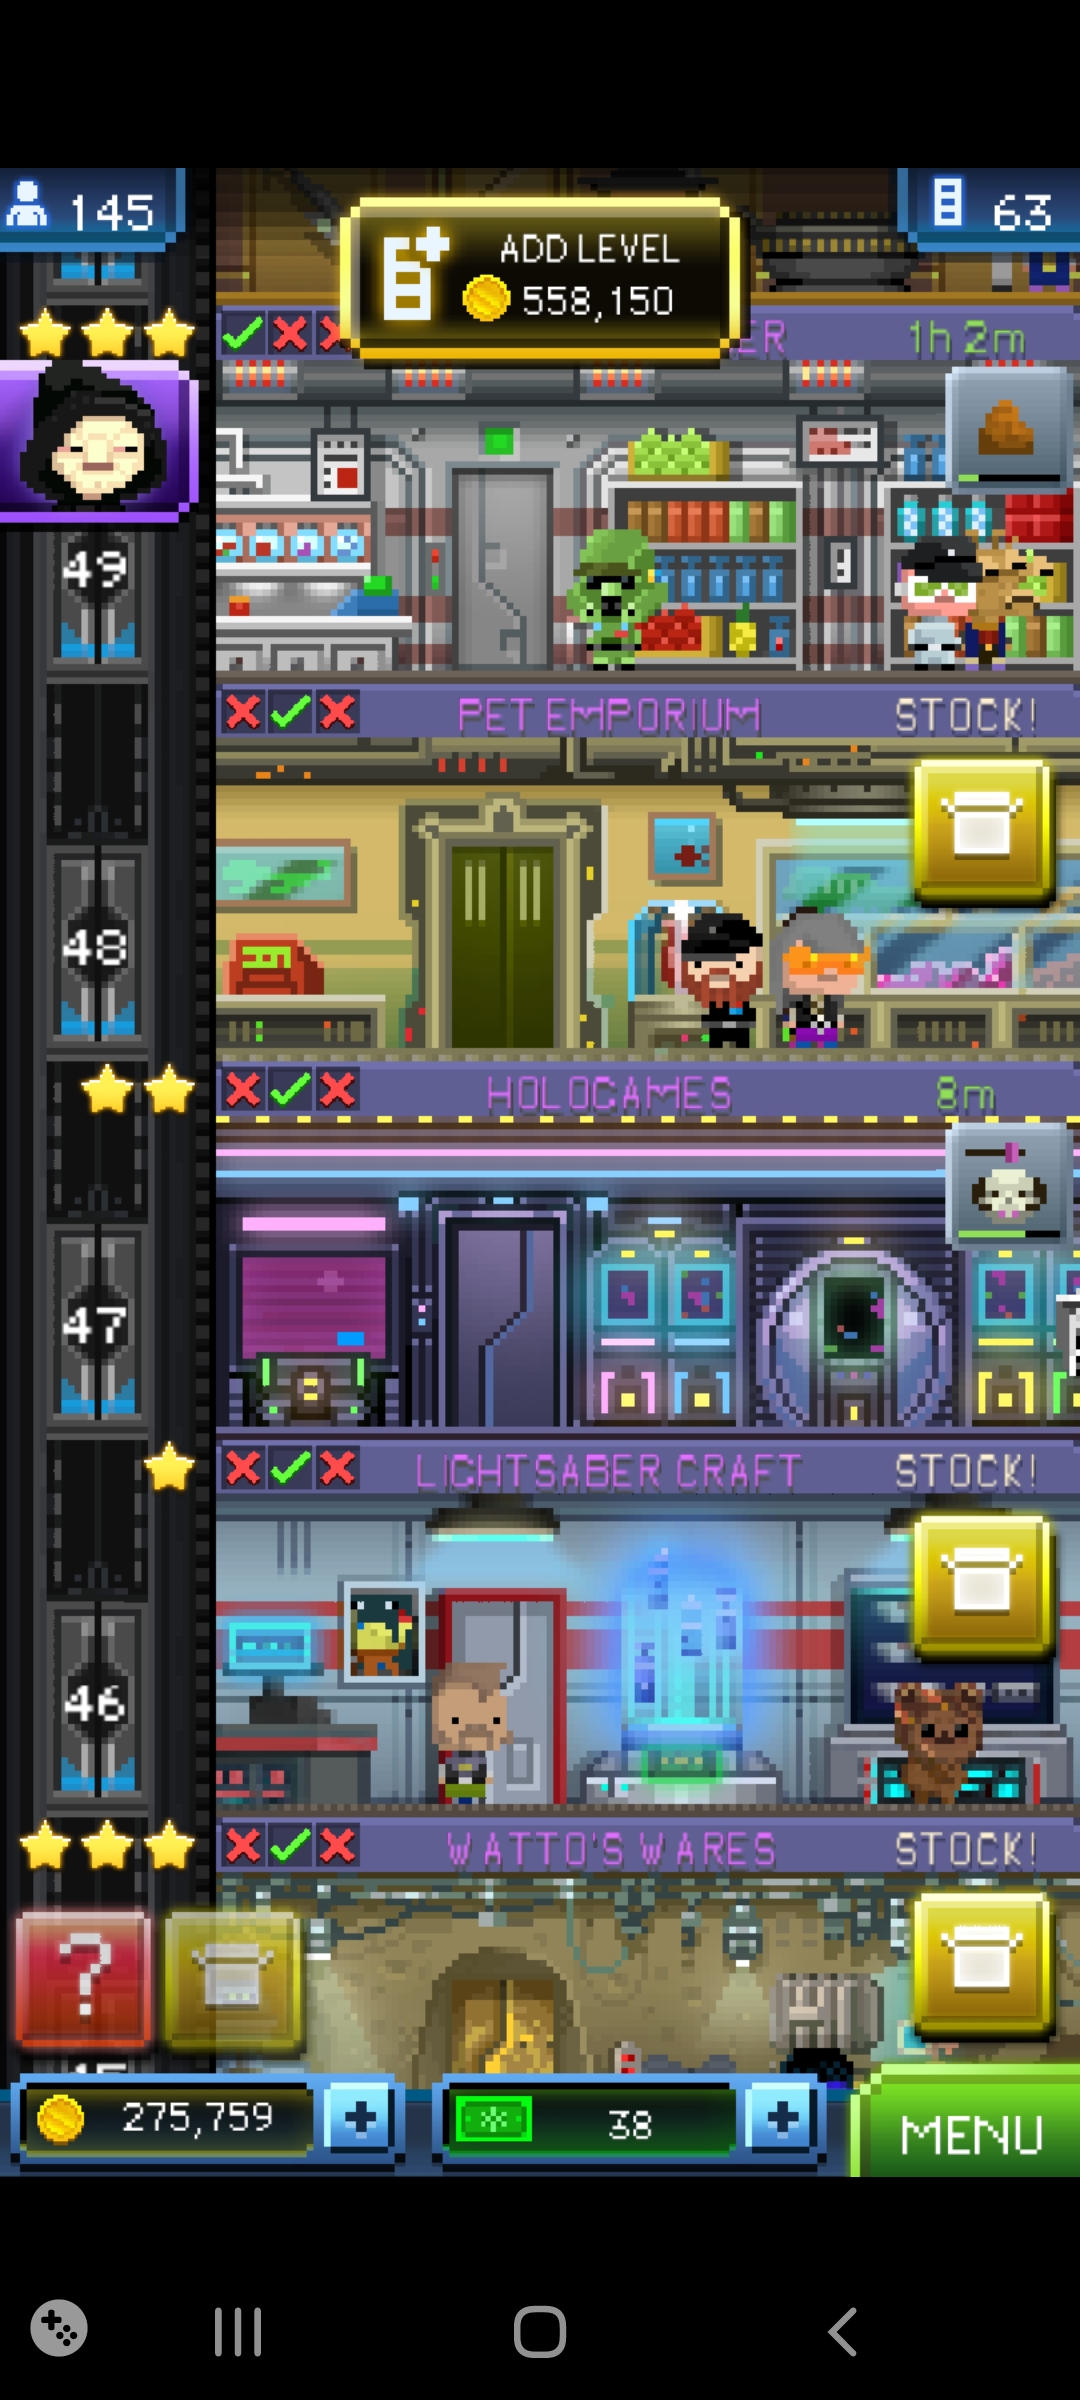 145
ADD LEVEL
558,150
63
1h 2m
49
PET EMPORIUM
STOCK!
48
HOLOGAMES
8m
47
LIGHTSABER CRAFT
STOCK!
46
WATTO'S WARES
STOCK!
?
275,759
38
MENU